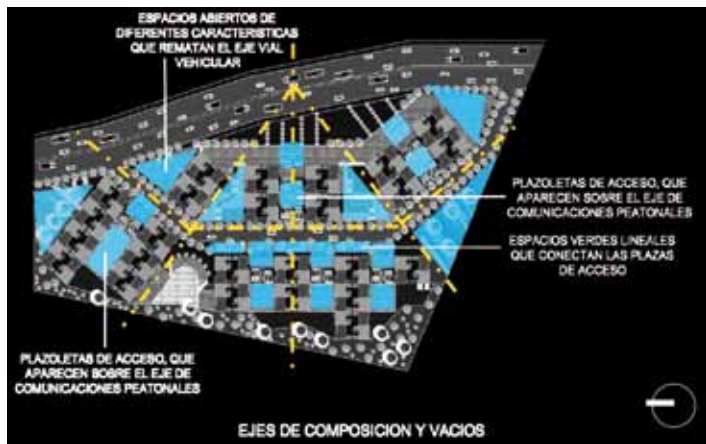 ESPACIOS ABIERTOS DE
DIFERENTES CARACTERISTICAS
QUE REMATAN EL EJE VIAL
VEHICULAR
PLAZOLETAS DE ACCESO, QUE
APARECEN SOBRE EL EJE DE
COMUNICACIONES PEATONALES
ESPACIOS VERDES LINEALES
QUE CONECTAN LAS PLAZAS
DE ACCESO
PLAZOLETAS DE ACCESO, QUE
APARECEN SOBRE EL EJE DE
COMUNICACIONES PEATONALES
EJES DE COMPOSICION Y VACIOS